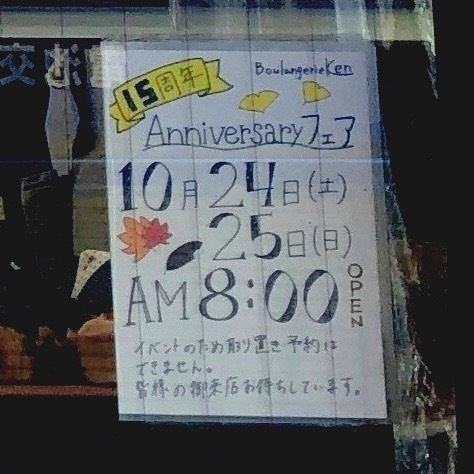 15周年
BoulangerieKen
Anniversaryフェア
10月24日(土)
25日(日)
AM8:00
OPEN
イベントのため取り置き予約は
できません。
皆様の御来店お待ちしています。